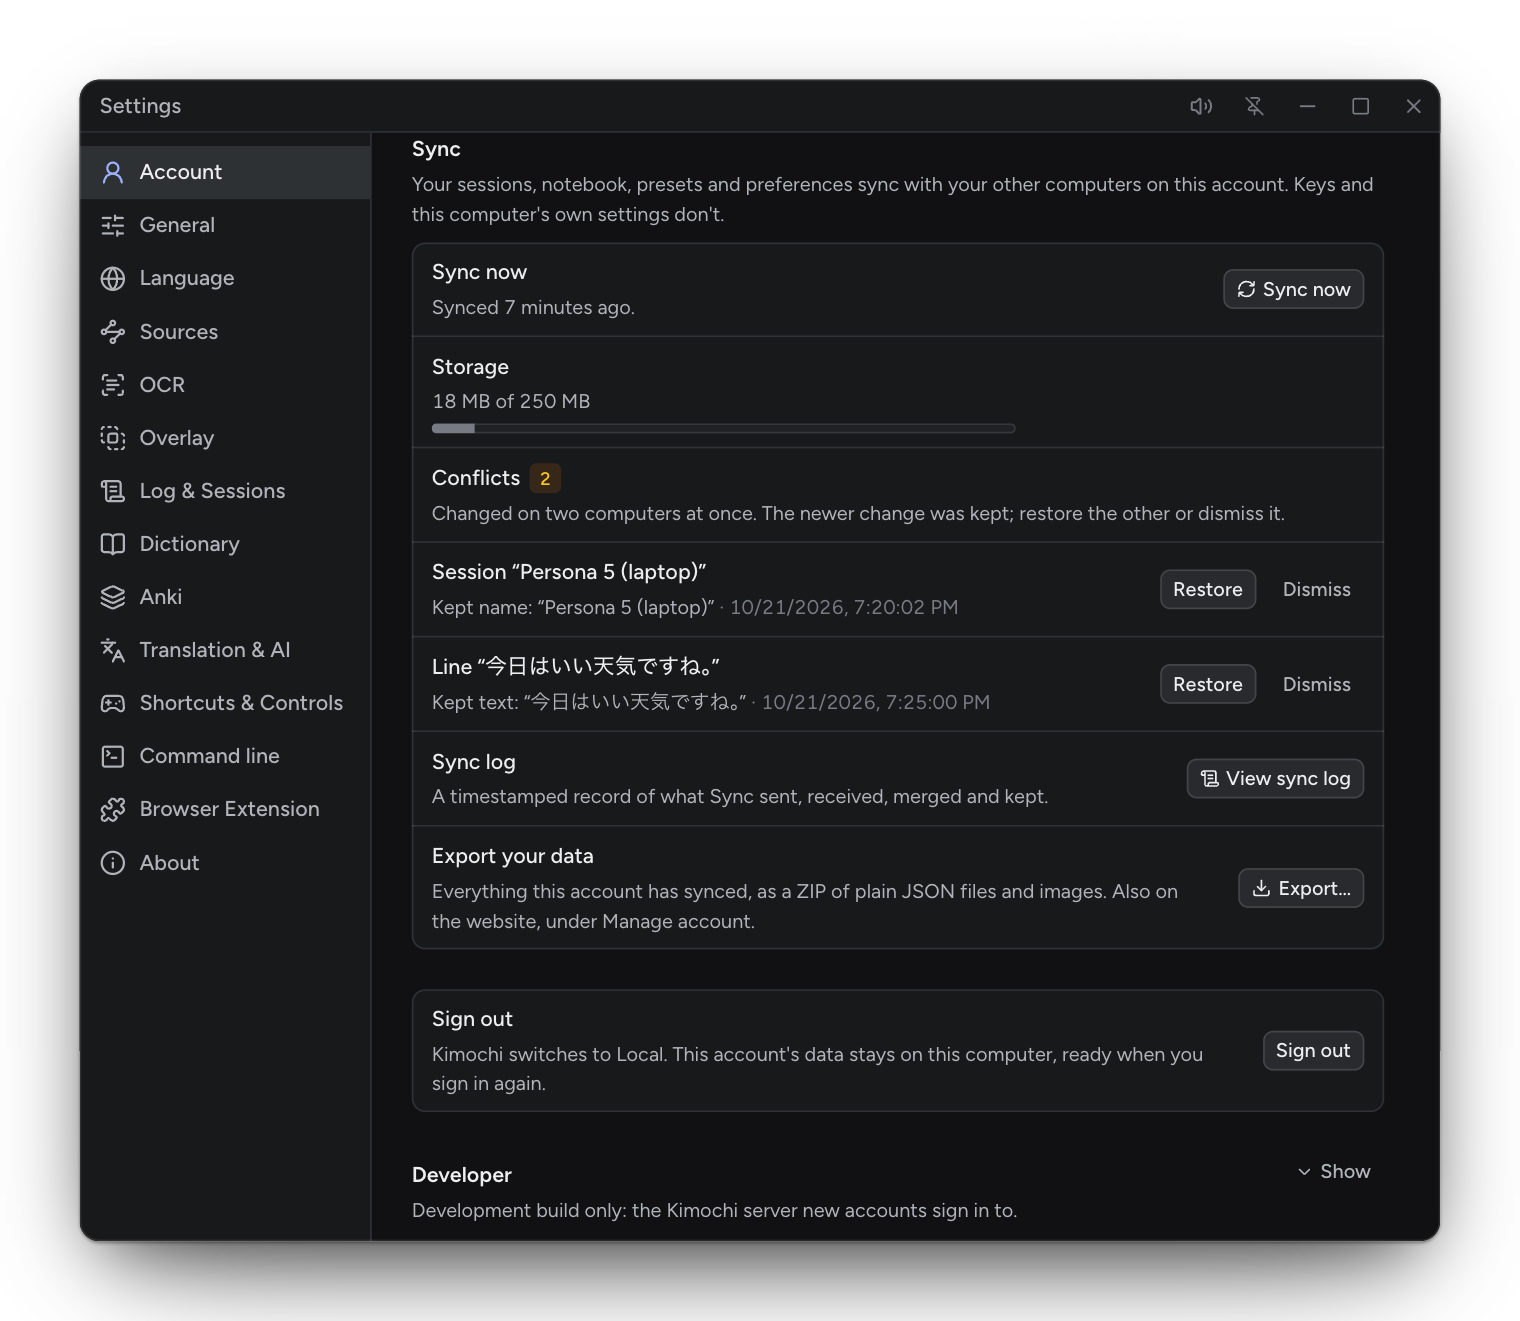 Settings
Account
General
Language
Sources
OCR
Overlay
Log & Sessions
Dictionary
Anki
Translation & AI
Shortcuts & Controls
Command line
Browser Extension
About
Sync
Your sessions, notebook, presets and preferences sync with your other computers on this account. Keys and
this computer's own settings don't.
Sync now
Synced 7 minutes ago.
Sync now
Storage
18 MB of 250 MB
Conflicts 2
Changed on two computers at once. The newer change was kept; restore the other or dismiss it.
Session “Persona 5 (laptop)”
Kept name: “Persona 5 (laptop)” · 10/21/2026, 7:20:02 PM
Restore
Dismiss
Line “今日はいい天気ですね。”
Kept text: “今日はいい天気ですね。” · 10/21/2026, 7:25:00 PM
Restore
Dismiss
Sync log
A timestamped record of what Sync sent, received, merged and kept.
View sync log
Export your data
Everything this account has synced, as a ZIP of plain JSON files and images. Also on
the website, under Manage account.
Export...
Sign out
Kimochi switches to Local. This account's data stays on this computer, ready when you
sign in again.
Sign out
Developer
Show
Development build only: the Kimochi server new accounts sign in to.